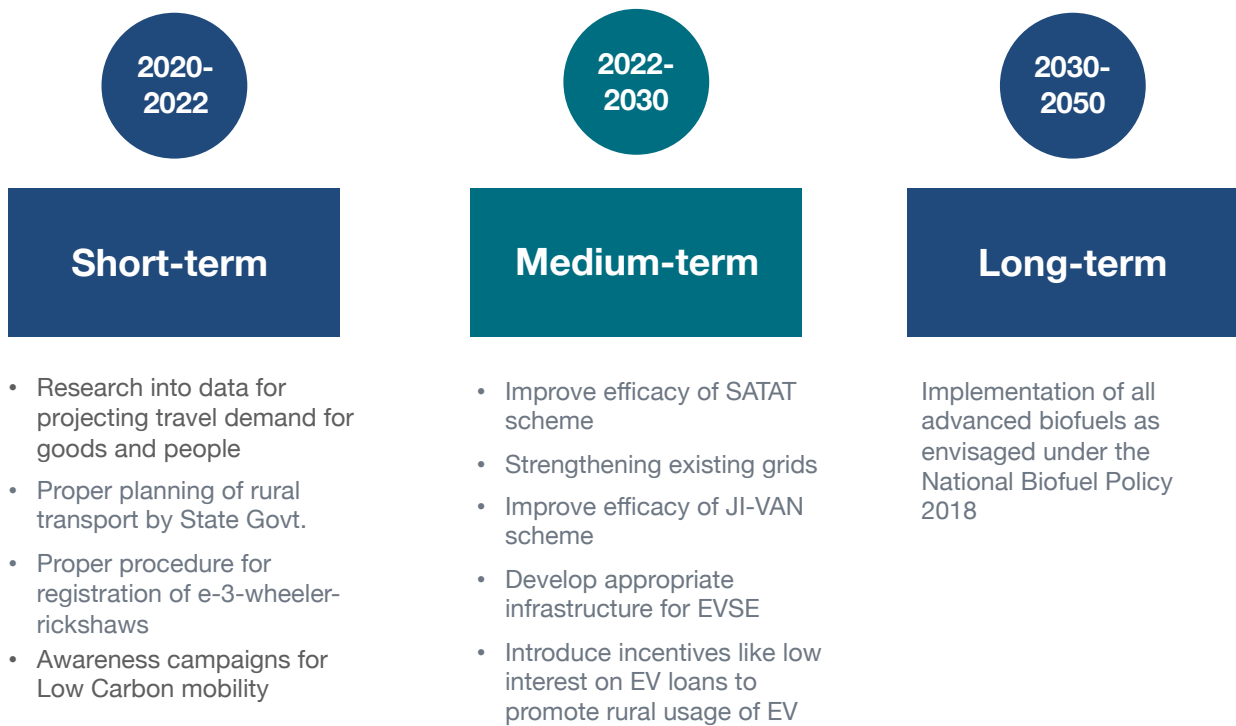 2020-
2022
Short-term
• Research into data for
projecting travel demand for
goods and people
• Proper planning of rural
transport by State Govt.
• Proper procedure for
registration of e-3-wheeler-
rickshaws
• Awareness campaigns for
Low Carbon mobility
2022-
2030
Medium-term
• Improve efficacy of SATAT
scheme
• Strengthening existing grids
• Improve efficacy of JI-VAN
scheme
• Develop appropriate
infrastructure for EVSE
• Introduce incentives like low
interest on EV loans to
promote rural usage of EV
2030-
2050
Long-term
Implementation of all
advanced biofuels as
envisaged under the
National Biofuel Policy
2018